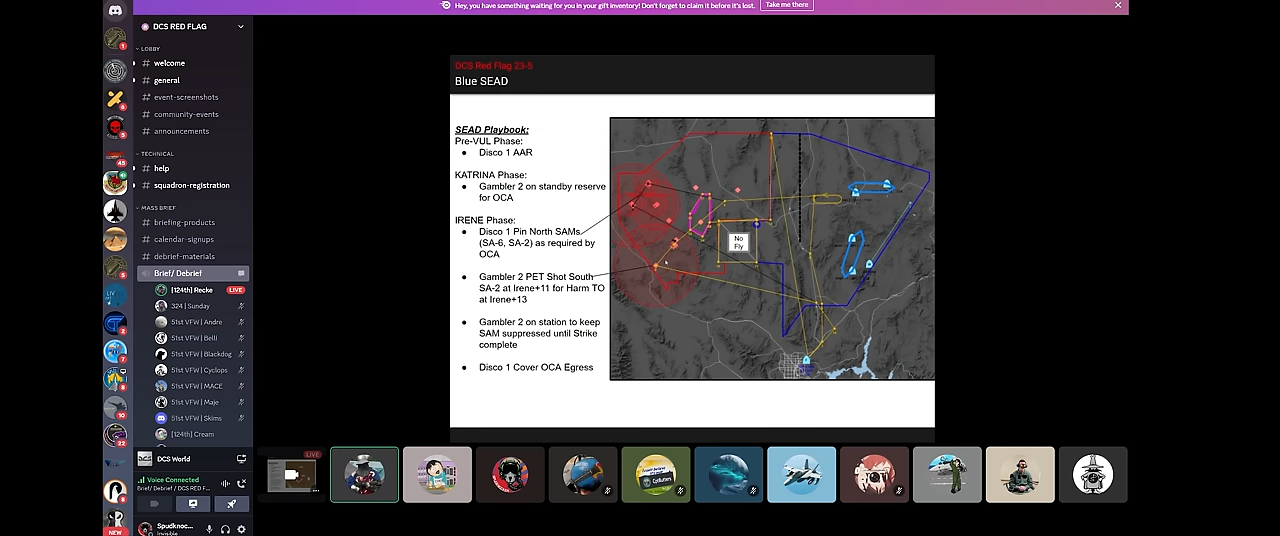 Hey, you have something waiting for you in your gift inventory! Don't forget to claim it before it's lost.
Take me there
DCS RED FLAG
LOBBY
welcome
general
event-screenshots
community-events
announcements
TECHNICAL
help
squadron-registration
MASS BRIEF
briefing-products
calendar-signups
debrief-materials
Brief/ Debrief
[124th] Recke
LIVE
324 | Sunday
51st VFW | Andre
51st VFW | Belli
51st VFW | Blackdog
51st VFW | Cyclops
51st VFW | MACE
51st VFW | Maje
51st VFW | Skims
[124th] Cream
DCS World
Voice Connected
Brief/ Debrief / DCS RED F...
Spudknoc...
Invisible
NEW
DCS Red Flag 23-5
Blue SEAD
SEAD Playbook:
Pre-VUL Phase:
● Disco 1 AAR
KATRINA Phase:
● Gambler 2 on standby reserve
for OCA
IRENE Phase:
● Disco 1 Pin North SAMs
(SA-6, SA-2) as required by
OCA
● Gambler 2 PET Shot South
SA-2 at Irene+11 for Harm TO
at Irene+13
● Gambler 2 on station to keep
SAM suppressed until Strike
complete
● Disco 1 Cover OCA Egress
No
Fly
LIVE